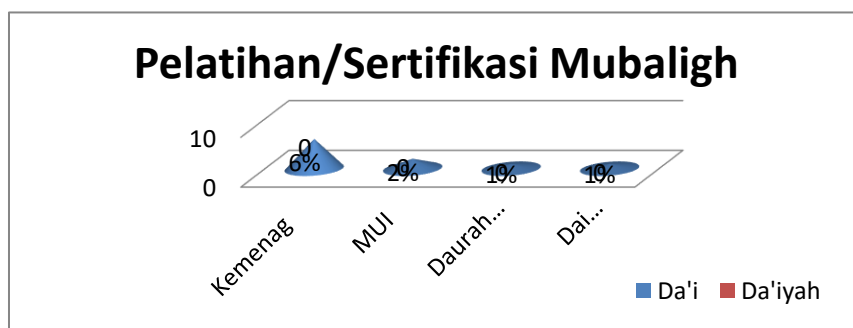 Pelatihan/Sertifikasi Mubaligh
10
0
0 0 0 0
6% 2% 1% 1%
Kemenag MUI Daurah... Dai...
Da'i Da'iyah